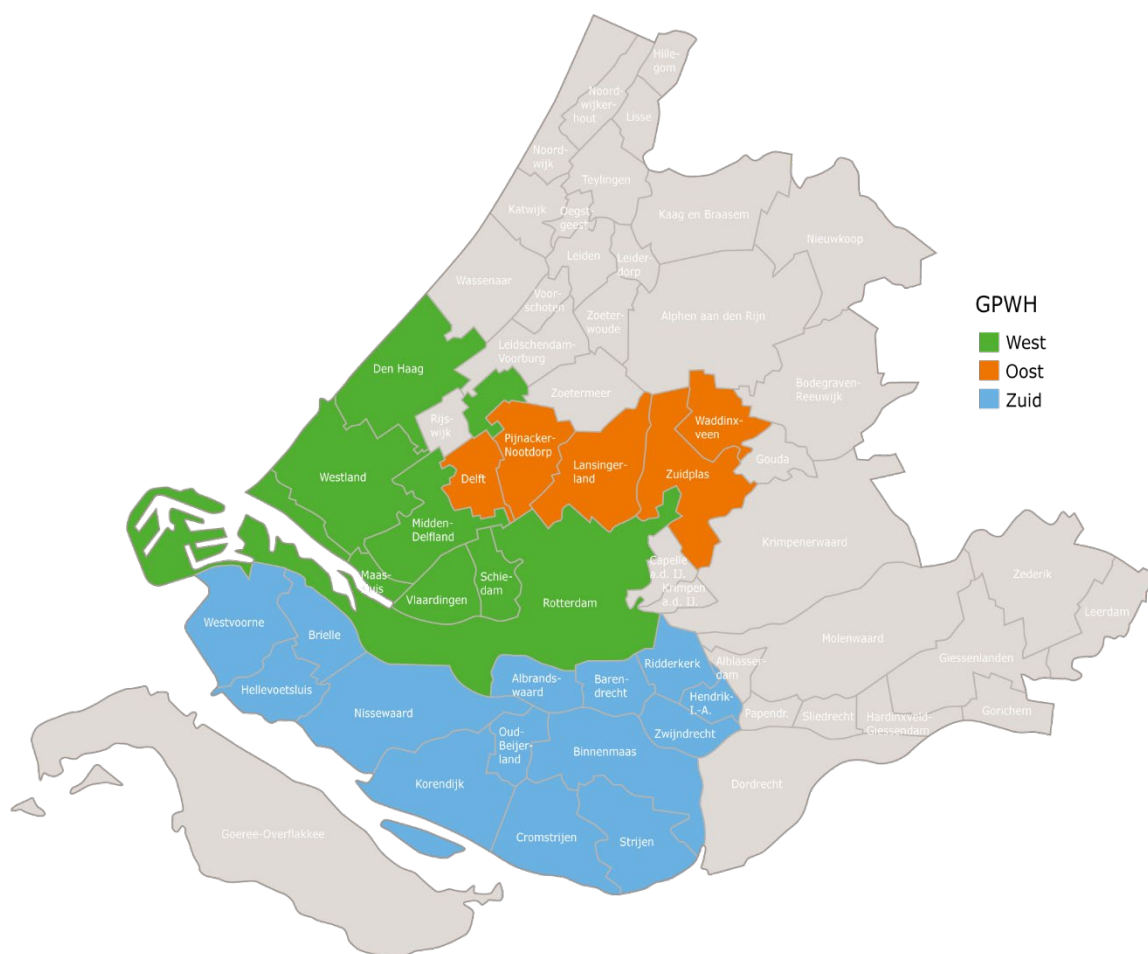 Hille-
gom
Noord-
wijker-
hout
Lisse
Noord-
wijk
Teylingen
Katwijk
Oegst-
geest
Kaag en Braasem
Nieuwkoop
Leiden
Leider-
dorp
Wassenaar
Voor-
schoten
Zoeter-
woude
Alphen aan den Rijn
GPWH
West
Oost
Zuid
Leidschendam-
Voorburg
Den Haag
Zoetermeer
Bodegraven-
Reeuwijk
Rijs-
wijk
Waddinx-
veen
Pijnacker-
Nootdorp
Gouda
Westland
Delft
Lansinger-
land
Zuidplas
Midden-
Delfland
Krimpenerwaard
Capelle
a.d. IJ.
Zederik
Maas-
sluis
Schie-
dam
Krimpen
a.d. IJ.
Vlaardingen
Rotterdam
Leerdam
Westvoorne
Brielle
Molenwaard
Giessenlanden
Ridderkerk
Alblasser-
dam
Hellevoetsluis
Albrands-
waard
Baren-
drecht
Hendrik-
I.-A.
Nissewaard
Papendr.
Sliedrecht
Hardinxveld-
Giessendam
Gorichem
Oud-
Beijer-
land
Zwijndrecht
Binnenmaas
Korendijk
Dordrecht
Goeree-Overflakkee
Cromstrijen
Strijen